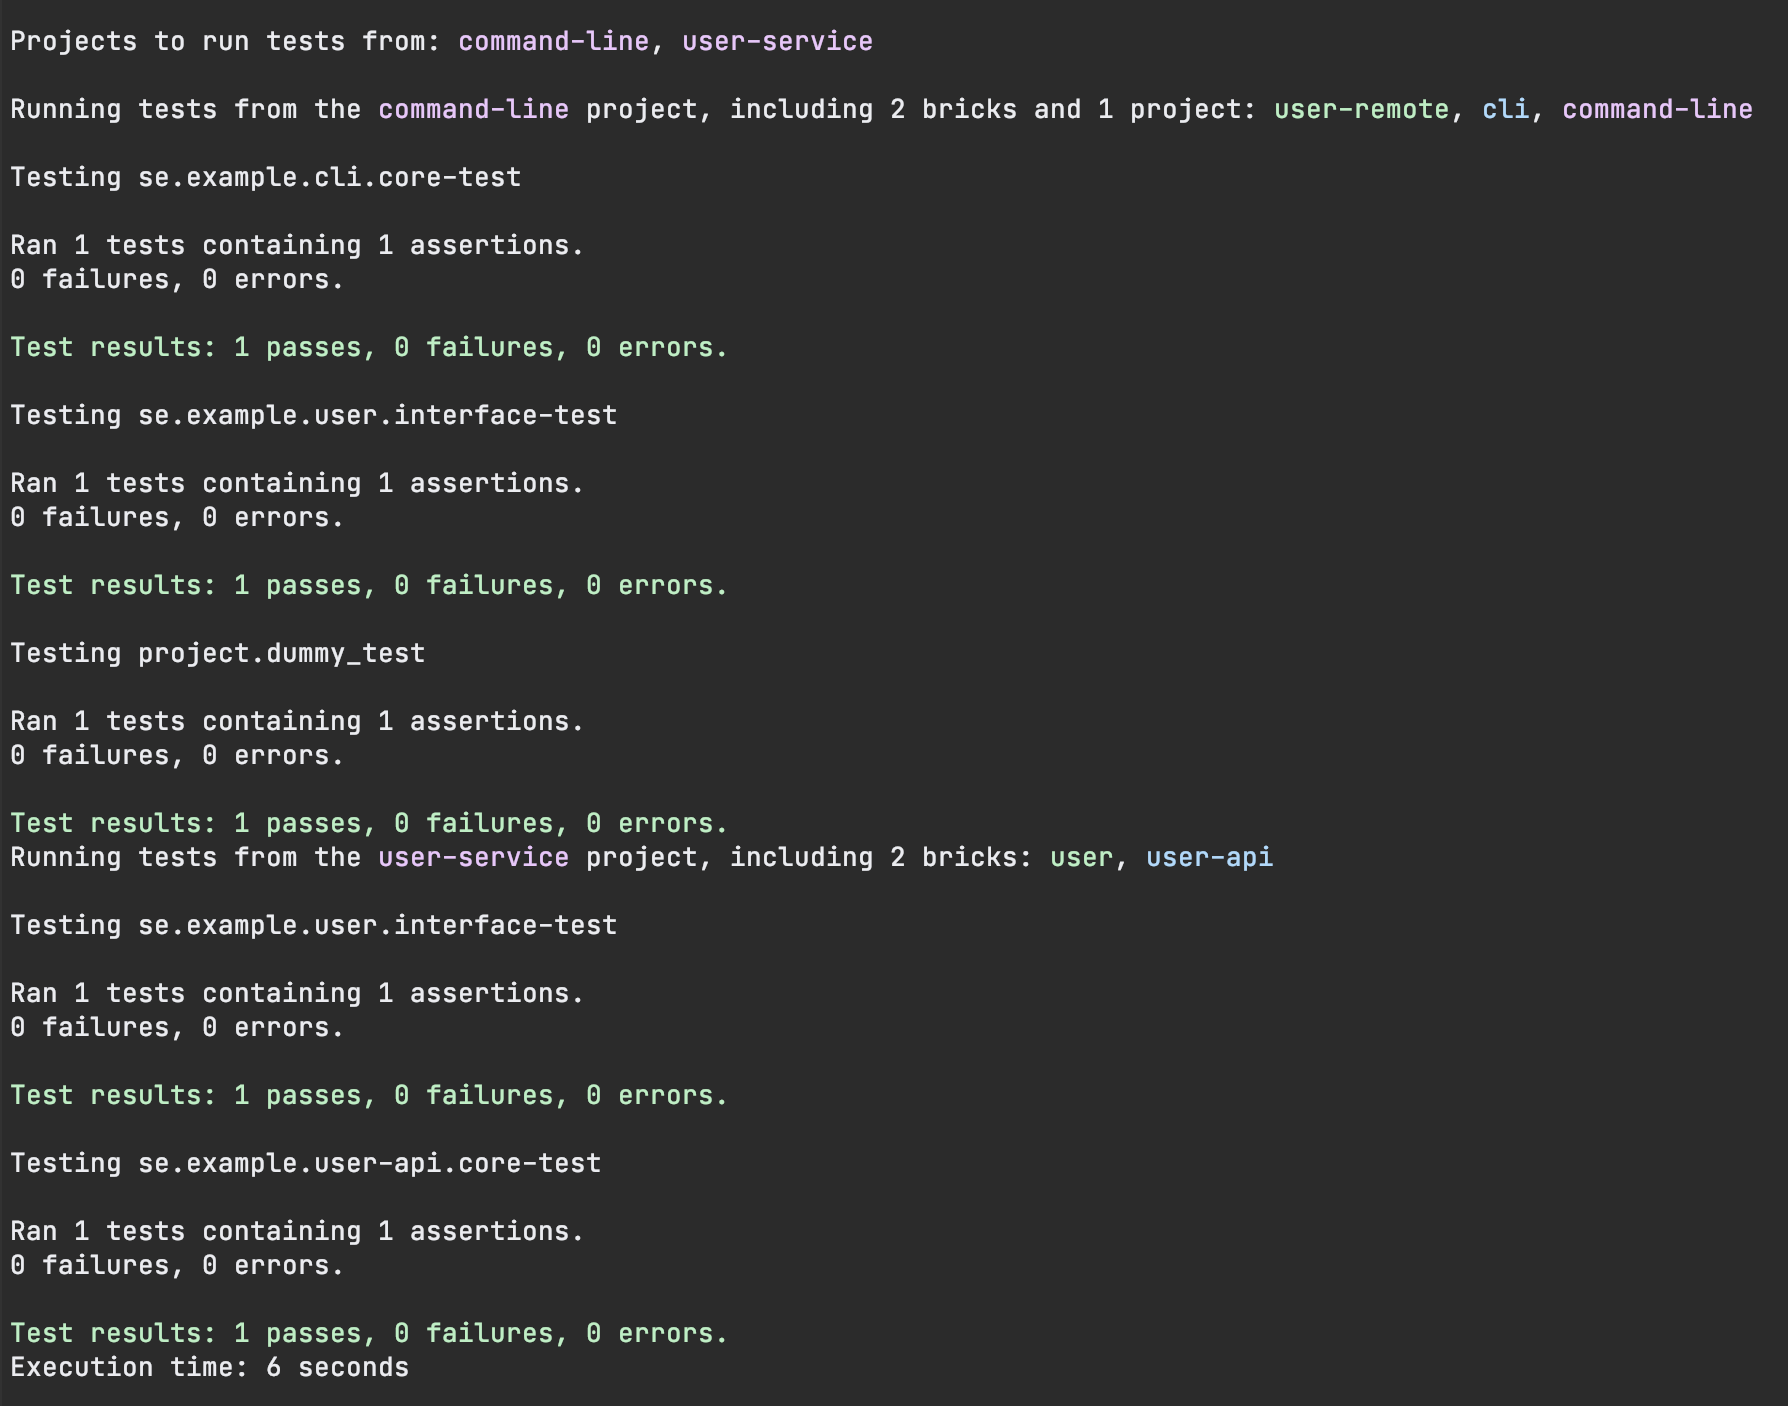 Projects to run tests from: command-line, user-service
Running tests from the command-line project, including 2 bricks and 1 project: user-remote, cli, command-line
Testing se.example.cli.core-test
Ran 1 tests containing 1 assertions.
0 failures, 0 errors.
Test results: 1 passes, 0 failures, 0 errors.
Testing se.example.user.interface-test
Ran 1 tests containing 1 assertions.
0 failures, 0 errors.
Test results: 1 passes, 0 failures, 0 errors.
Testing project.dummy_test
Ran 1 tests containing 1 assertions.
0 failures, 0 errors.
Test results: 1 passes, 0 failures, 0 errors.
Running tests from the user-service project, including 2 bricks: user, user-api
Testing se.example.user.interface-test
Ran 1 tests containing 1 assertions.
0 failures, 0 errors.
Test results: 1 passes, 0 failures, 0 errors.
Testing se.example.user-api.core-test
Ran 1 tests containing 1 assertions.
0 failures, 0 errors.
Test results: 1 passes, 0 failures, 0 errors.
Execution time: 6 seconds